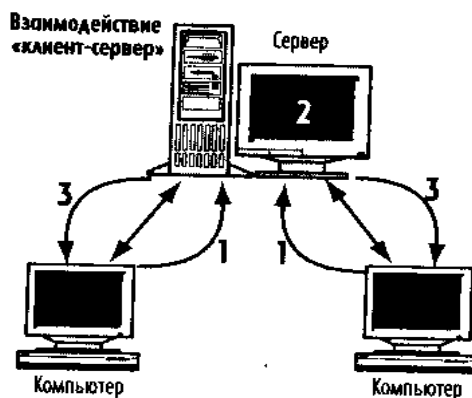 Взаимодействие
«клиент-сервер»
Сервер
2
3
3
1
1
Компьютер
Компьютер